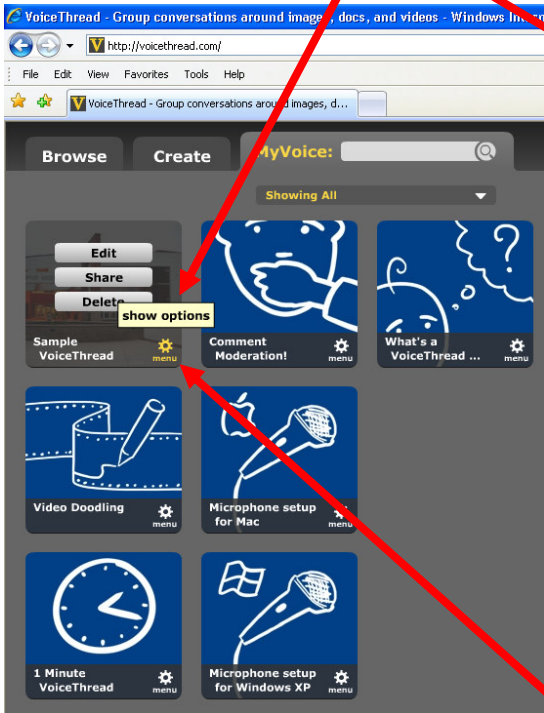 VoiceThread - Group conversations around images, docs, and videos - Windows
http://voicethread.com/
File Edit View Favorites Tools Help
VoiceThread - Group conversations around images, d...
Browse Create MyVoice:
Showing All
Edit
Share
Delete
show options
Sample
VoiceThread
menu
Comment
Moderation!
menu
What's a
VoiceThread ...
menu
Video Doodling
menu
Microphone setup
for Mac
menu
1 Minute
VoiceThread
menu
Microphone setup
for Windows XP
menu